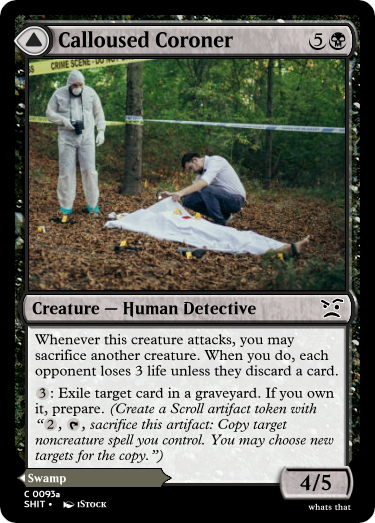 Calloused Coroner 5
CRIME SCENE - DO NOT
Creature — Human Detective
Whenever this creature attacks, you may
sacrifice another creature. When you do, each
opponent loses 3 life unless they discard a card.
3: Exile target card in a graveyard. If you own
it, prepare. (Create a Scroll artifact token with
“2, , sacrifice this artifact: Copy target
noncreature spell you control. You may choose new
targets for the copy.”)
Swamp
4/5
C 0093a
SHIT • iStock
whats that